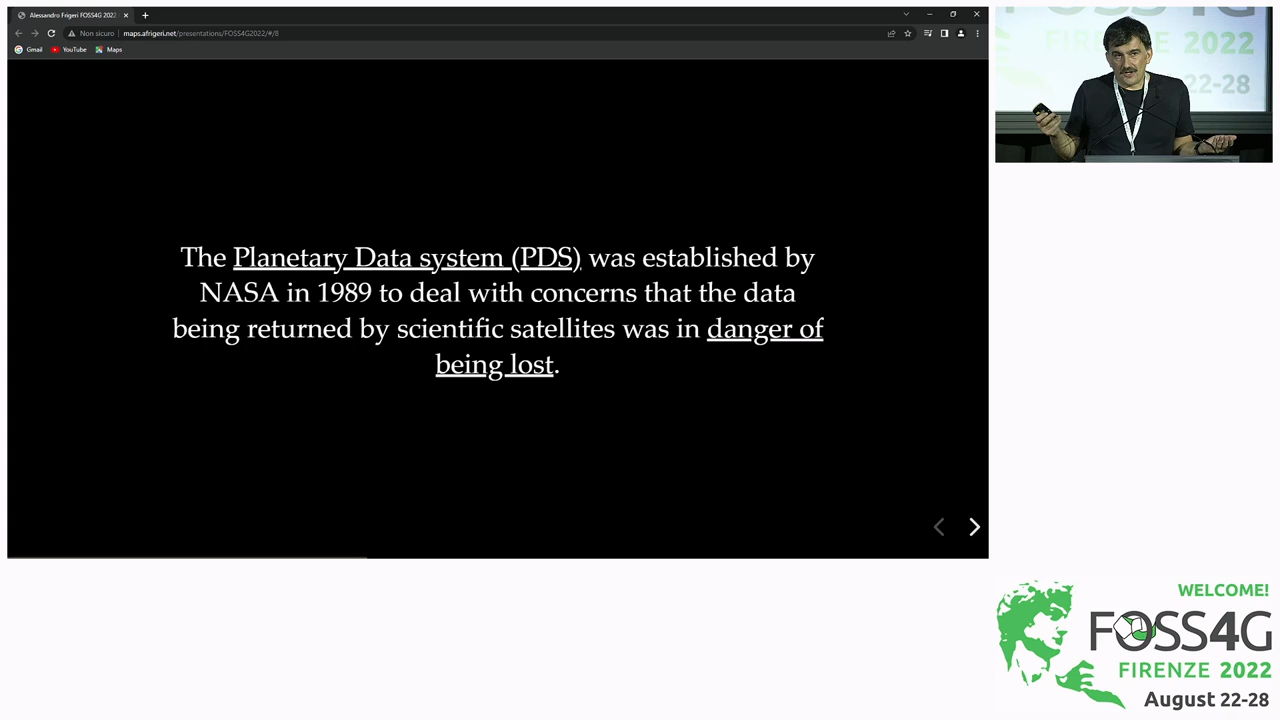 Alessandro Frigeri FOSS4G 2022
Non sicuro
maps.afrigeri.net/presentations/FOSS4G2022/#/8
Gmail
YouTube
Maps
The Planetary Data system (PDS) was established by
NASA in 1989 to deal with concerns that the data
being returned by scientific satellites was in danger of
being lost.
FIRENZE 2022
22-28
WELCOME!
FOSS4G
FIRENZE 2022
August 22-28